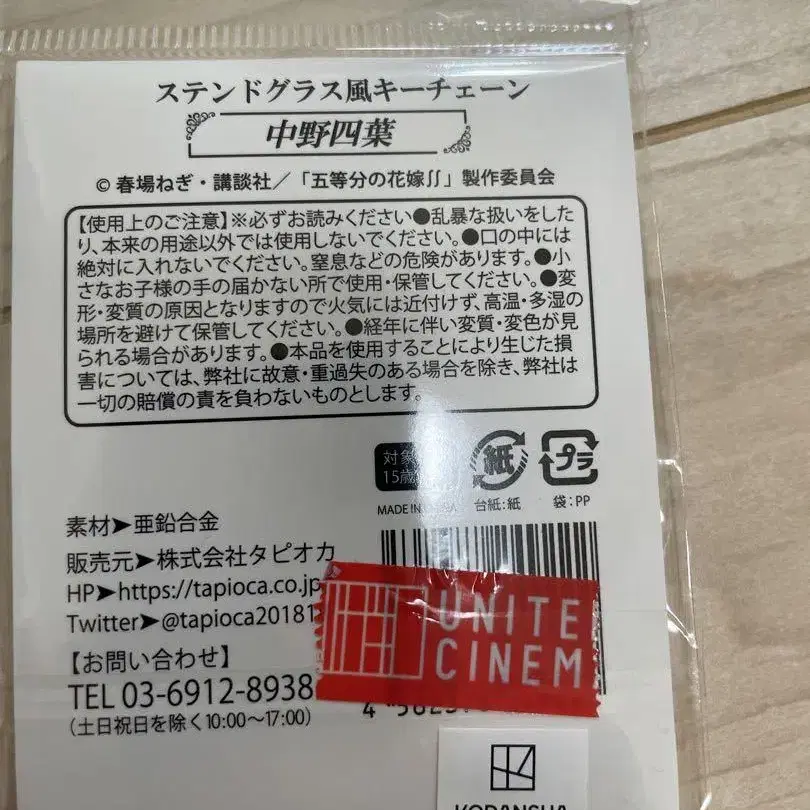 ステンドグラス風キーチェーン
中野四葉
© 春場ねぎ・講談社/「五等分の花嫁∬」製作委員会
【使用上のご注意】※必ずお読みください●乱暴な扱いをした
り、本来の用途以外では使用しないでください。●口の中には
絶対に入れないでください。窒息などの危険があります。●小
さなお子様の手の届かない所で使用・保管してください。●変
形・変質の原因となりますので火気には近付けず、高温・多湿の
場所を避けて保管してください。●経年に伴い変質・変色が見
られる場合があります。●本品を使用することにより生じた損
害については、弊社に故意・重過失のある場合を除き、弊社は
一切の賠償の責を負わないものとします。
対象
15歳
紙
プラ
MADE IN
台紙:紙
袋:PP
素材➤亜鉛合金
販売元➤株式会社タピオカ
HP➤https://tapioca.co.jp
Twitter➤@tapioca20181
【お問い合わせ】
TEL 03-6912-8938
(土日祝日を除く10:00〜17:00)
UNITE
CINEM
KODANSHA